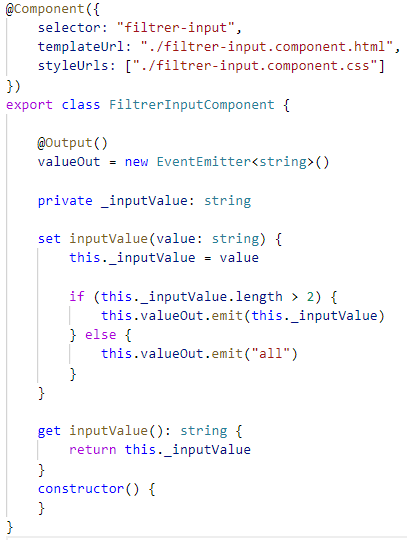 @Component({
    selector: "filtrer-input",
    templateUrl: "./filtrer-input.component.html",
    styleUrls: ["./filtrer-input.component.css"]
})
export class FiltrerInputComponent {
    @Output()
    valueOut = new EventEmitter<string>()
    private _inputValue: string
    set inputValue(value: string) {
        this._inputValue = value
        if (this._inputValue.length > 2) {
            this.valueOut.emit(this._inputValue)
        } else {
            this.valueOut.emit("all")
        }
    }
    get inputValue(): string {
        return this._inputValue
    }
    constructor() {
    }
}